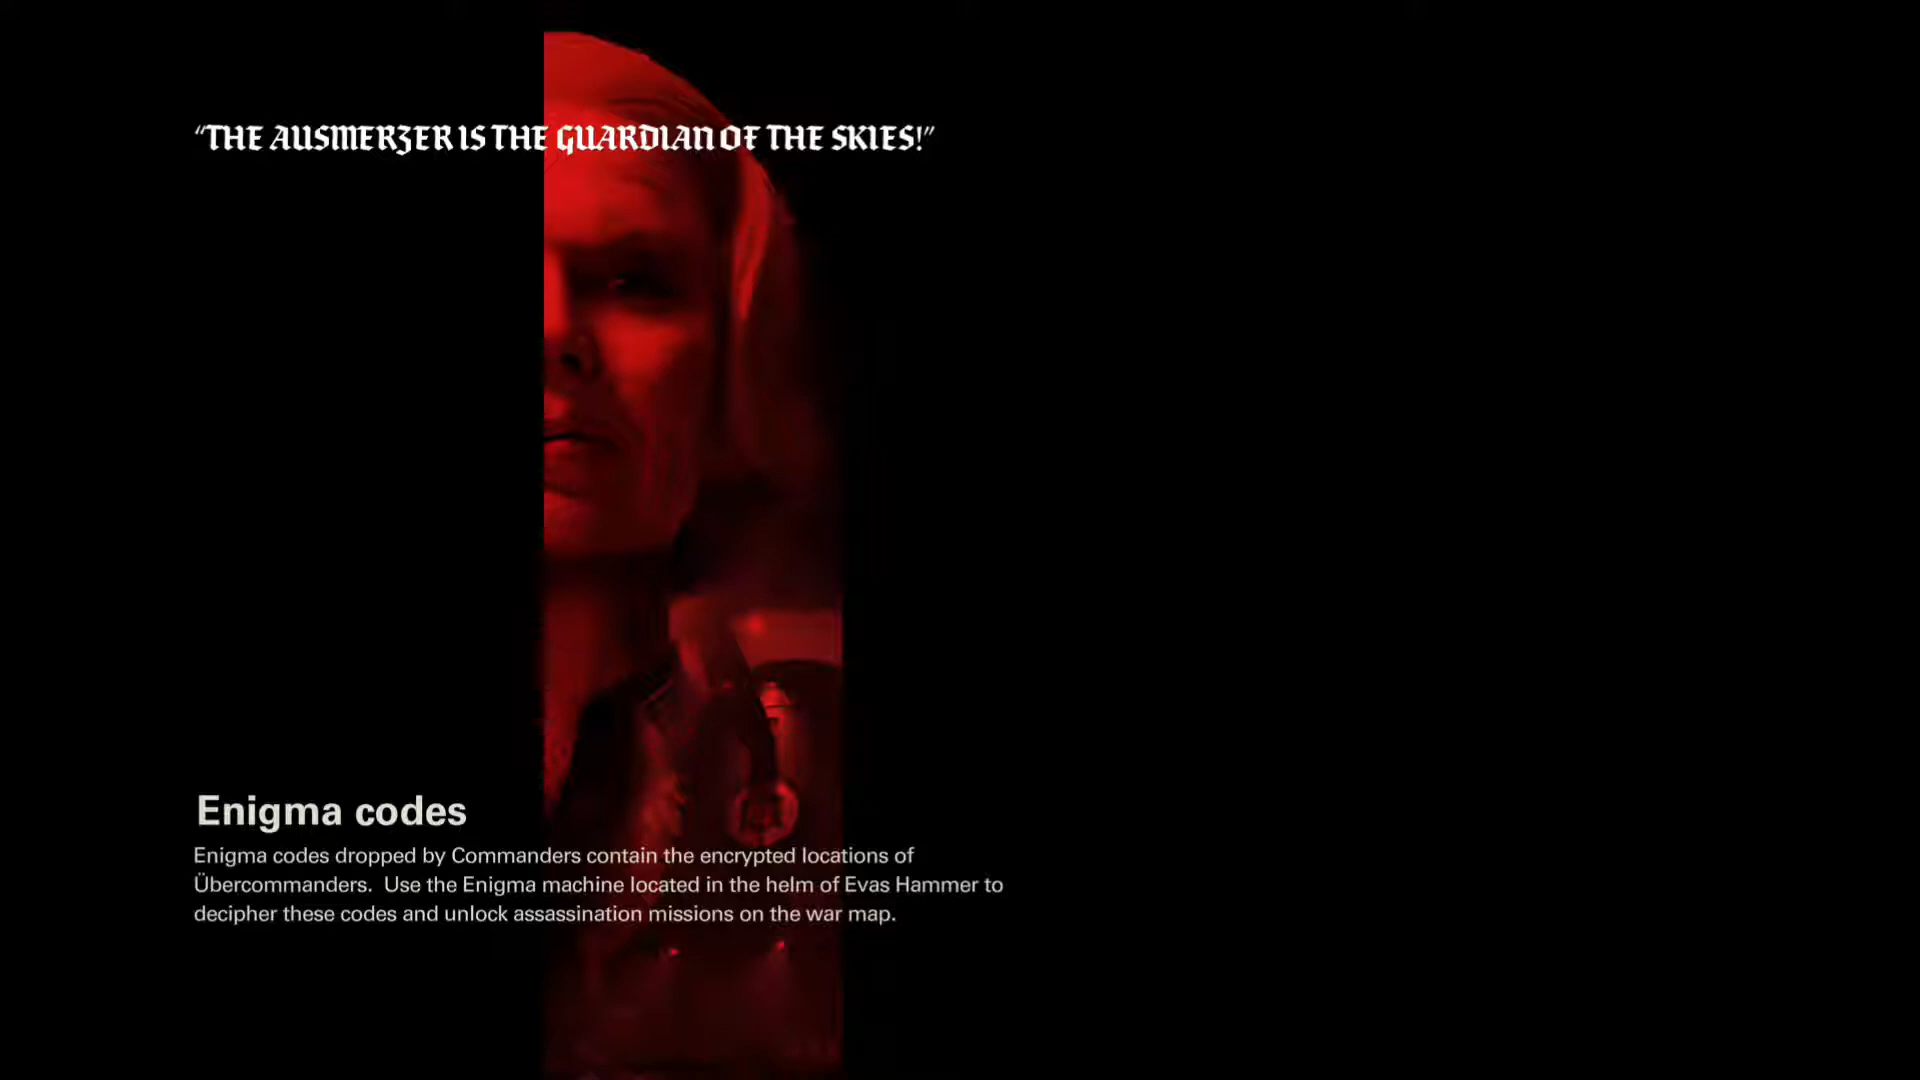 “THE AUSMERZER IS THE GUARDIAN OF THE SKIES!”
Enigma codes
Enigma codes dropped by Commanders contain the encrypted locations of
Übercommanders.  Use the Enigma machine located in the helm of Evas Hammer to
decipher these codes and unlock assassination missions on the war map.